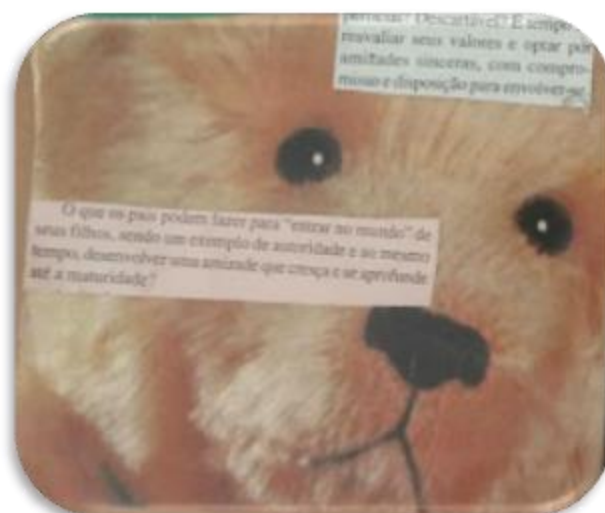 Descartável? É tempo
reavaliar seus valores e optar por
amizades sinceras, com compro-
misso e disposição para envolver-se.
O que os pais podem fazer para "entrar no mundo" de
seus filhos, sendo um exemplo de autoridade e ao mesmo
tempo, desenvolver uma amizade que cresça e se aprofunde
até a maturidade?